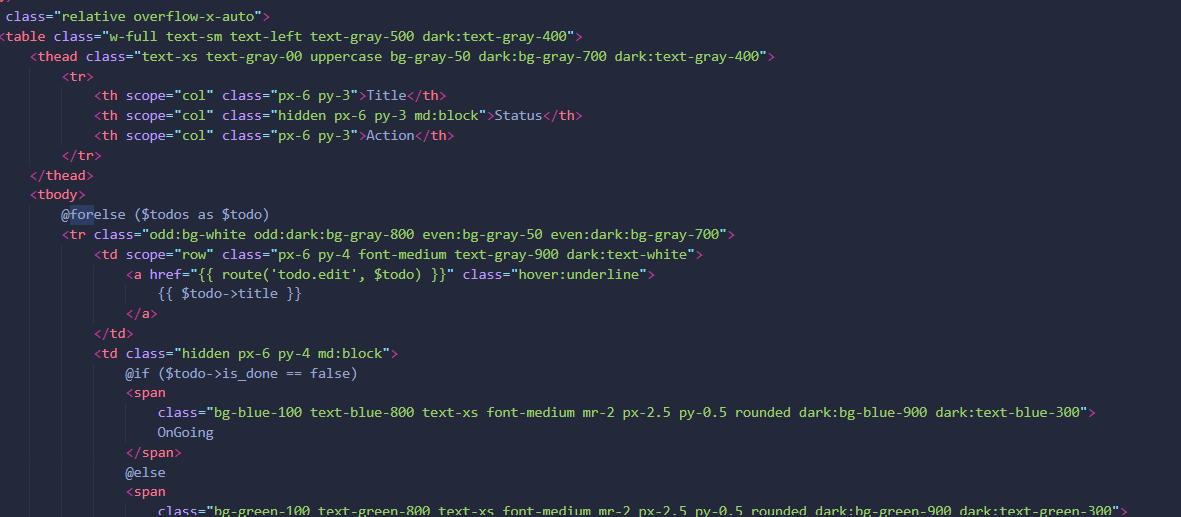 class="relative overflow-x-auto">
<table class="w-full text-sm text-left text-gray-500 dark:text-gray-400">
<thead class="text-xs text-gray-00 uppercase bg-gray-50 dark:bg-gray-700 dark:text-gray-400">
<tr>
<th scope="col" class="px-6 py-3">Title</th>
<th scope="col" class="hidden px-6 py-3 md:block">Status</th>
<th scope="col" class="px-6 py-3">Action</th>
</tr>
</thead>
<tbody>
@forelse ($todos as $todo)
<tr class="odd:bg-white odd:dark:bg-gray-800 even:bg-gray-50 even:dark:bg-gray-700">
<td scope="row" class="px-6 py-4 font-medium text-gray-900 dark:text-white">
<a href="{{ route('todo.edit', $todo) }}" class="hover:underline">
{{ $todo->title }}
</a>
</td>
<td class="hidden px-6 py-4 md:block">
@if ($todo->is_done == false)
<span
class="bg-blue-100 text-blue-800 text-xs font-medium mr-2 px-2.5 py-0.5 rounded dark:bg-blue-900 dark:text-blue-300">
OnGoing
</span>
@else
<span
class="bg-green-100 text-green-800 text-xs font-medium mr-2 px-2.5 py-0.5 rounded dark:bg-green-900 dark:text-green-300">